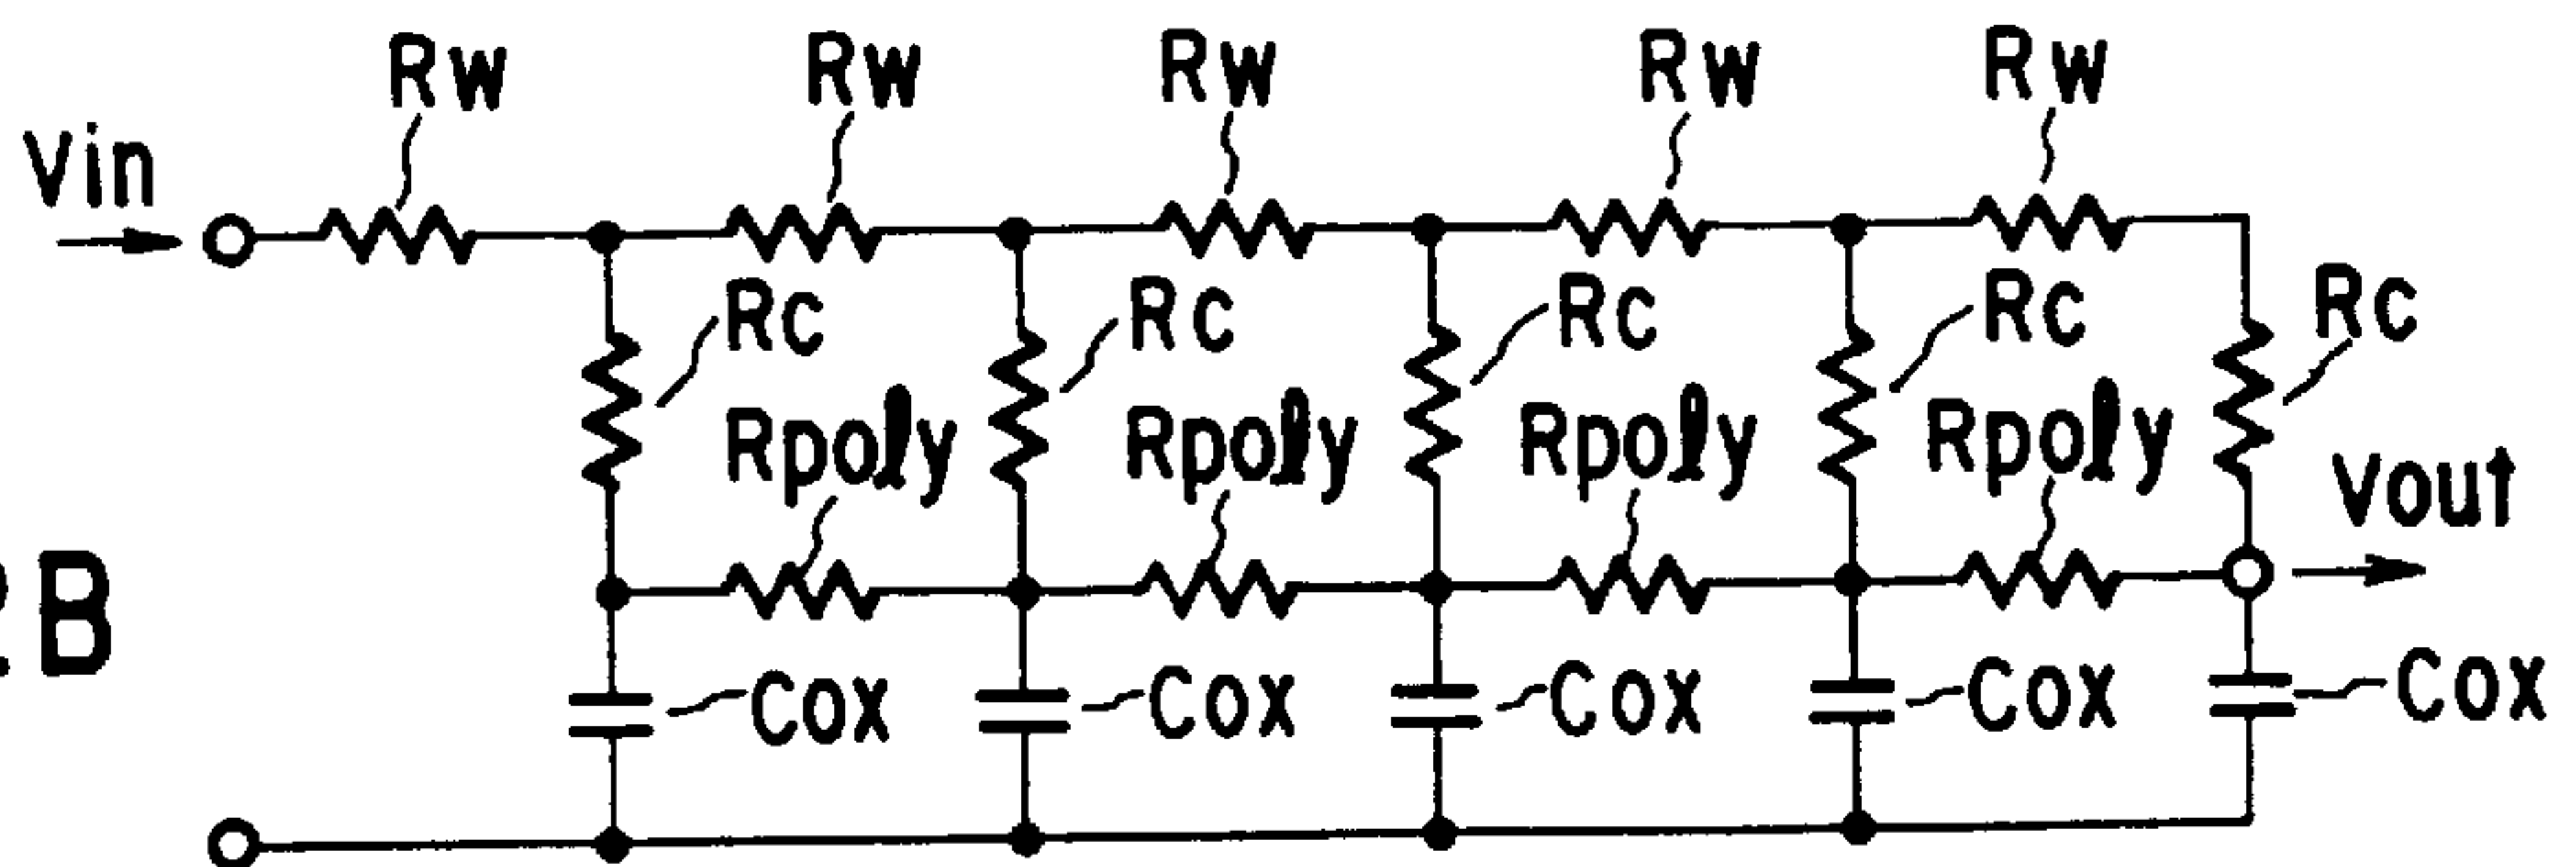 Rw Rw Rw Rw Rw
Vin
Rc Rc Rc Rc Rc
Rpoly Rpoly Rpoly Rpoly
Vout
2B
Cox Cox Cox Cox Cox